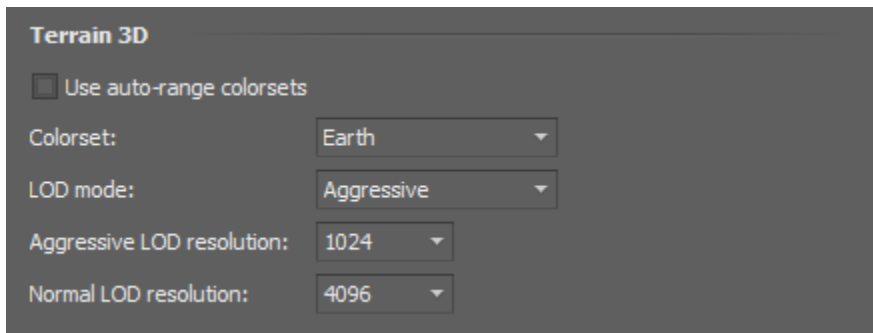 Terrain 3D
Use auto-range colorsets
Colorset: Earth
LOD mode: Aggressive
Aggressive LOD resolution: 1024
Normal LOD resolution: 4096